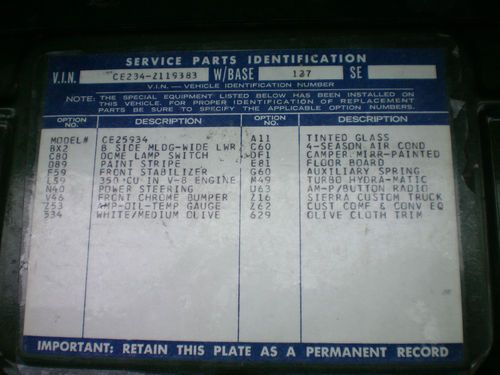 SERVICE PARTS IDENTIFICATION
V.I.N. CE234-Z119383 W/BASE 127 SE
V.I.N. — VEHICLE IDENTIFICATION NUMBER
NOTE: THE SPECIAL EQUIPMENT LISTED BELOW HAS BEEN INSTALLED ON
THIS VEHICLE. FOR PROPER IDENTIFICATION OF REPLACEMENT
PARTS BE SURE TO SPECIFY THE APPLICABLE OPTION NUMBERS.
OPTION NO. DESCRIPTION OPTION NO. DESCRIPTION
MODEL# CE25934 A11 TINTED GLASS
BX2 B SIDE MLDG-WIDE LWR C60 4-SEASON AIR COND
C80 DOME LAMP SWITCH DF1 CAMPER.MIRR-PAINTED
D89 PAINT STRIPE E81 FLOOR BOARD
F59 FRONT STABILIZER G60 AUXILIARY SPRING
L59 350-CU IN V-8 ENGINE M49 TURBO HYDRA-MATIC
N40 POWER STEERING U63 AM-P/BUTTON RADIO
V46 FRONT CHROME BUMPER Z16 SIERRA CUSTOM TRUCK
Z53 AMP-OIL-TEMP GAUGE Z62 CUST COMF & CONV EQ
534 WHITE/MEDIUM OLIVE 629 OLIVE CLOTH TRIM
IMPORTANT: RETAIN THIS PLATE AS A PERMANENT RECORD